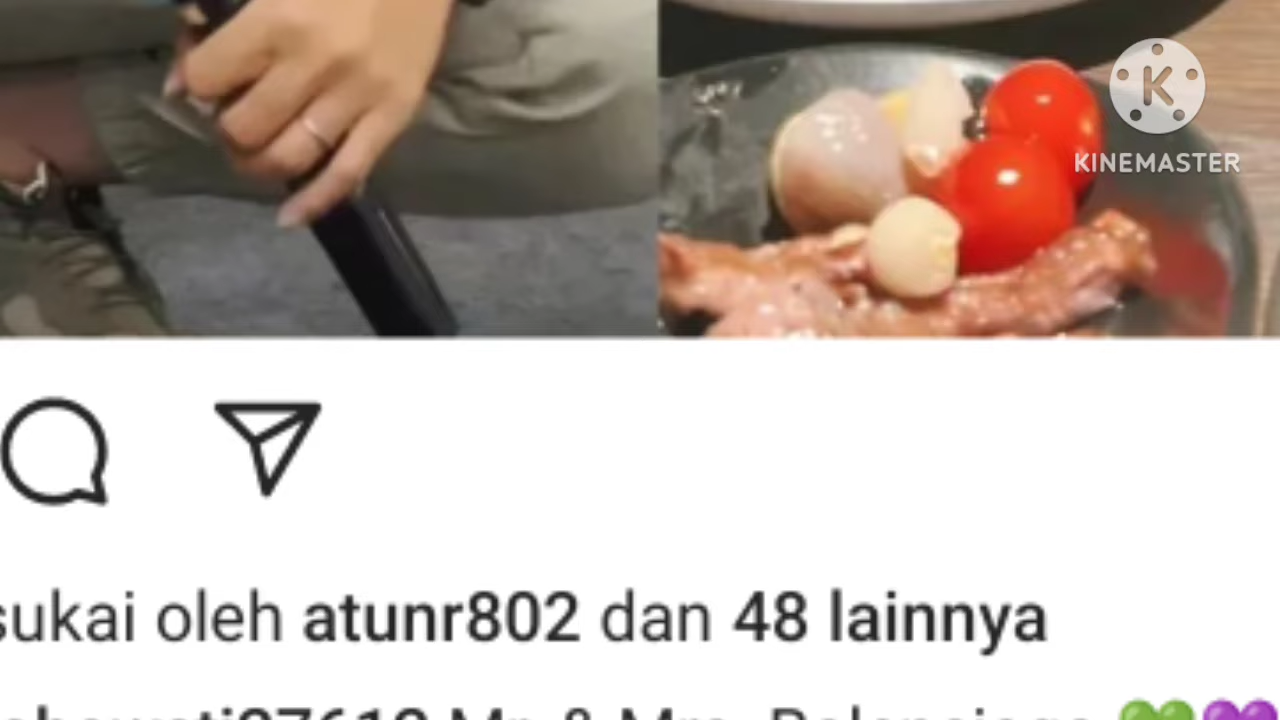 KINEMASTER
sukai oleh atunr802 dan 48 lainnya
Mr. & Mrs. Balenciaga